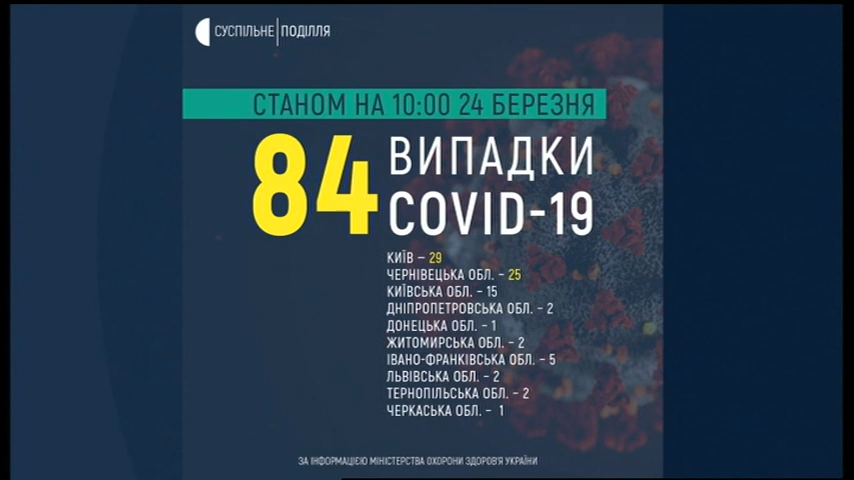 СУСПІЛЬНЕ ПОДІЛЛЯ
СТАНОМ НА 10:00 24 БЕРЕЗНЯ
84 ВИПАДКИ
COVID-19
КИЇВ – 29
ЧЕРНІВЕЦЬКА ОБЛ. - 25
КИЇВСЬКА ОБЛ. - 15
ДНІПРОПЕТРОВСЬКА ОБЛ. - 2
ДОНЕЦЬКА ОБЛ. - 1
ЖИТОМИРСЬКА ОБЛ. - 2
ІВАНО-ФРАНКІВСЬКА ОБЛ. - 5
ЛЬВІВСЬКА ОБЛ. - 2
ТЕРНОПІЛЬСЬКА ОБЛ. - 2
ЧЕРКАСЬКА ОБЛ. - 1
ЗА ІНФОРМАЦІЄЮ МІНІСТЕРСТВА ОХОРОНИ ЗДОРОВ'Я УКРАЇНИ